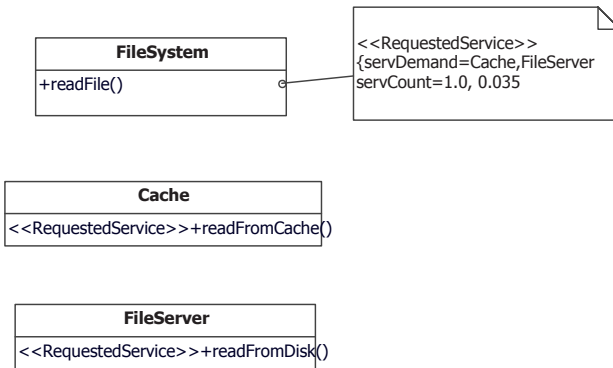 FileSystem
+readFile()
<<RequestedService>>
{servDemand=Cache,FileServer
servCount=1.0, 0.035
Cache
<<RequestedService>>+readFromCache()
FileServer
<<RequestedService>>+readFromDisk()